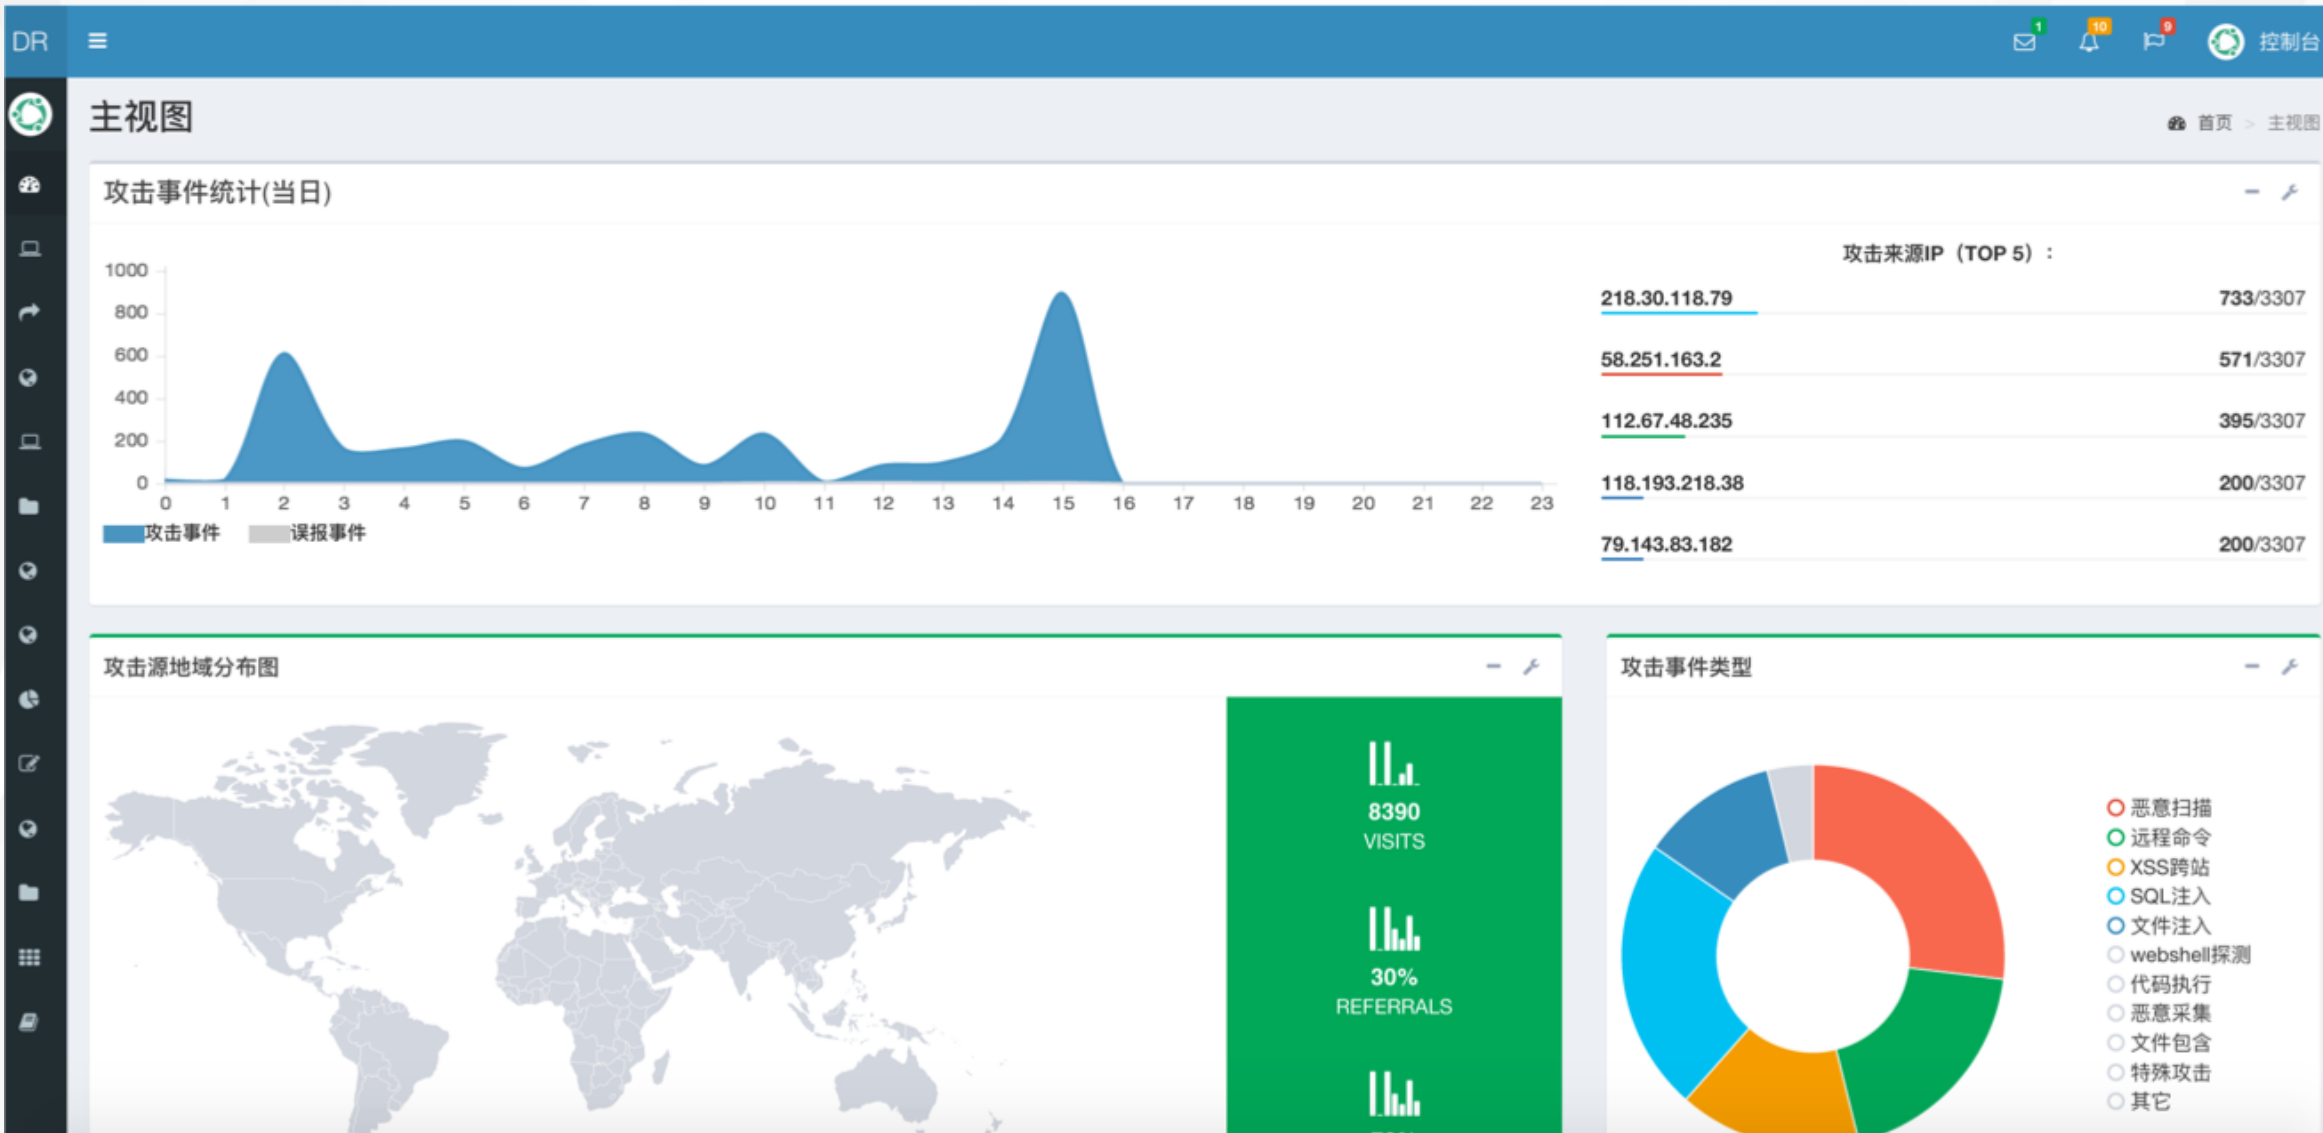 DR
1
10
9
控制台
主视图
首页 > 主视图
攻击事件统计(当日)
1000
800
600
400
200
0
0 1 2 3 4 5 6 7 8 9 10 11 12 13 14 15 16 17 18 19 20 21 22 23
攻击事件 误报事件
攻击来源IP（TOP 5）：
218.30.118.79 733/3307
58.251.163.2 571/3307
112.67.48.235 395/3307
118.193.218.38 200/3307
79.143.83.182 200/3307
攻击源地域分布图
8390
VISITS
30%
REFERRALS
攻击事件类型
恶意扫描
远程命令
XSS跨站
SQL注入
文件注入
webshell探测
代码执行
恶意采集
文件包含
特殊攻击
其它